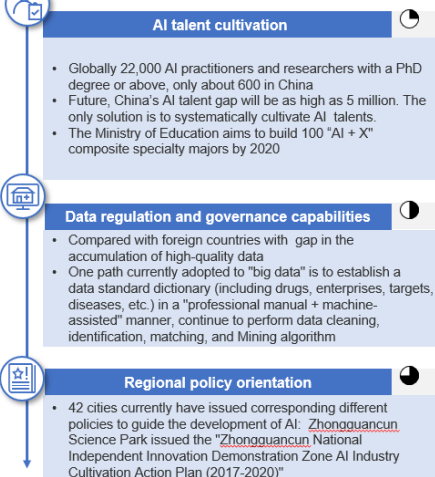 AI talent cultivation
• Globally 22,000 AI practitioners and researchers with a PhD
degree or above, only about 600 in China
• Future, China's AI talent gap will be as high as 5 million. The
only solution is to systematically cultivate AI  talents.
• The Ministry of Education aims to build 100 "AI + X"
composite specialty majors by 2020
Data regulation and governance capabilities
• Compared with foreign countries with  gap in the
accumulation of high-quality data
• One path currently adopted to "big data" is to establish a
data standard dictionary (including drugs, enterprises, targets,
diseases, etc.) in a "professional manual + machine-
assisted" manner, continue to perform data cleaning,
identification, matching, and Mining algorithm
Regional policy orientation
• 42 cities currently have issued corresponding different
policies to guide the development of AI:  Zhongguancun
Science Park issued the "Zhongguancun National
Independent Innovation Demonstration Zone AI Industry
Cultivation Action Plan (2017-2020)"